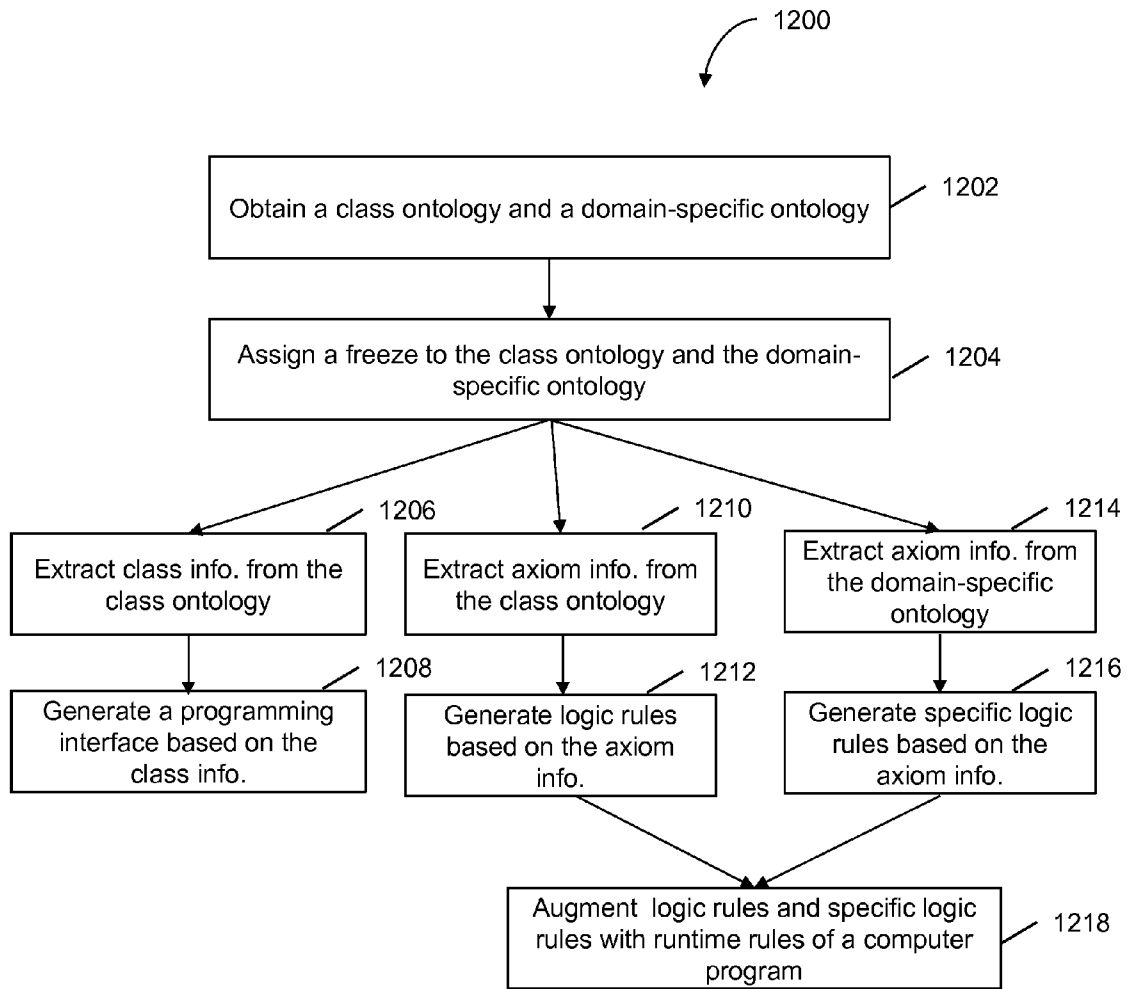 1200
Obtain a class ontology and a domain-specific ontology
1202
Assign a freeze to the class ontology and the domain-
specific ontology
1204
1206
Extract class info. from the
class ontology
1210
Extract axiom info. from
the class ontology
1214
Extract axiom info. from
the domain-specific
ontology
1208
Generate a programming
interface based on the
class info.
1212
Generate logic rules
based on the axiom
info.
1216
Generate specific logic
rules based on the
axiom info.
Augment logic rules and specific logic
rules with runtime rules of a computer
program
1218